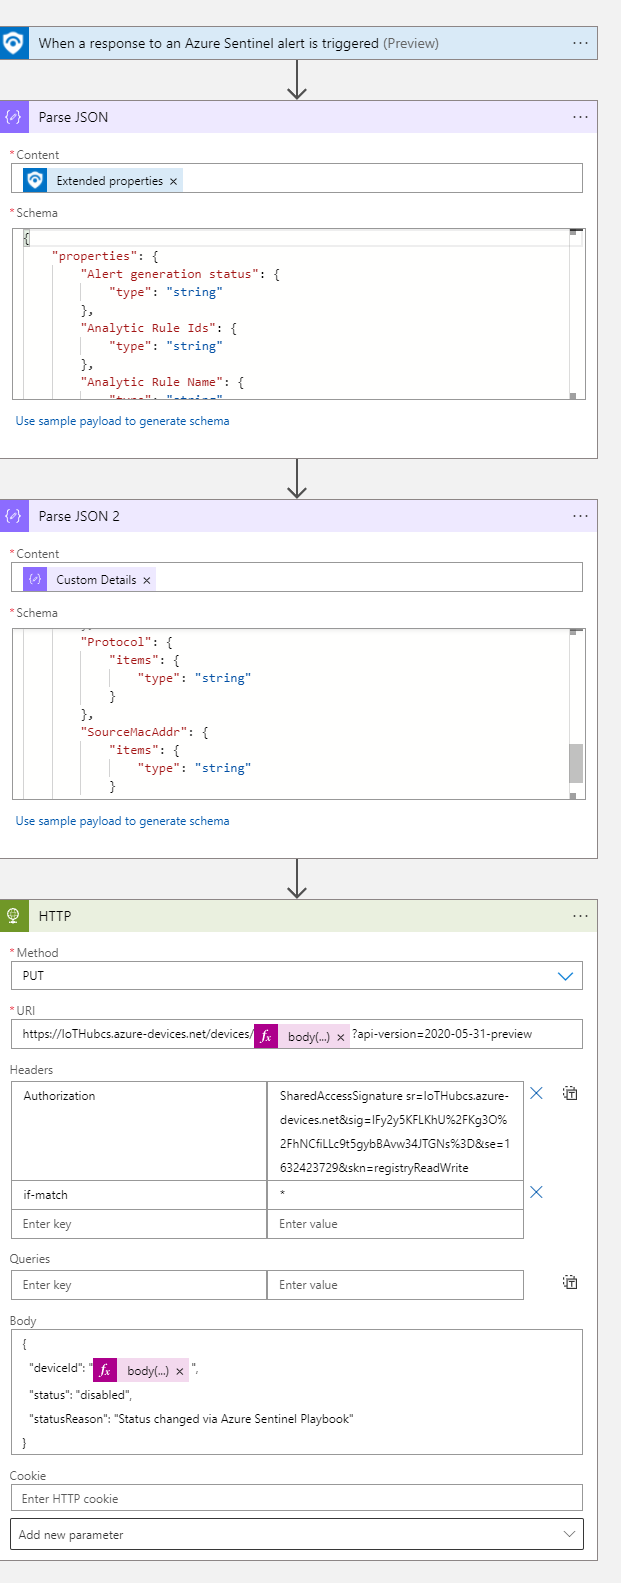 When a response to an Azure Sentinel alert is triggered (Preview)
Parse JSON
* Content
Extended properties ×
* Schema
{
"properties": {
"Alert generation status": {
"type": "string"
},
"Analytic Rule Ids": {
"type": "string"
},
"Analytic Rule Name": {
"type": "string"
Use sample payload to generate schema
Parse JSON 2
* Content
Custom Details ×
* Schema
},
"Protocol": {
"items": {
"type": "string"
}
},
"SourceMacAddr": {
"items": {
"type": "string"
}
Use sample payload to generate schema
HTTP
* Method
PUT
* URI
https://IoTHubcs.azure-devices.net/devices/ fx body(...) × ?api-version=2020-05-31-preview
Headers
Authorization
SharedAccessSignature sr=IoTHubcs.azure-
devices.net&sig=IFy2y5KFLKhU%2FKg3O%
2FhNCfiLLc9t5gybBAvw34JTGNs%3D&se=1
632423729&skn=registryReadWrite
if-match *
Enter key Enter value
Queries
Enter key Enter value
Body
{
"deviceId": " fx body(...) × ",
"status": "disabled",
"statusReason": "Status changed via Azure Sentinel Playbook"
}
Cookie
Enter HTTP cookie
Add new parameter